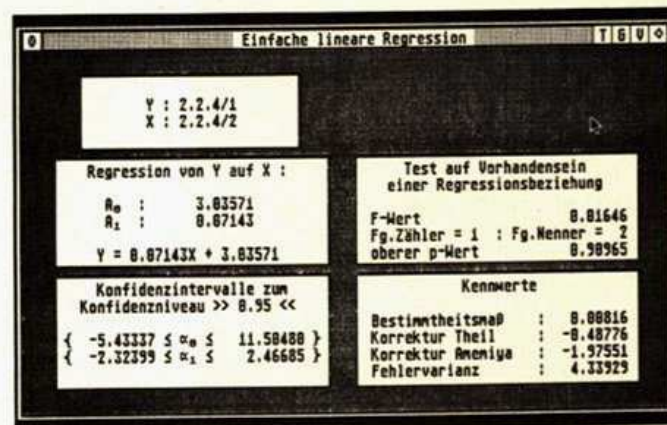 Einfache lineare Regression
T G V
Y : 2.2.4/1
X : 2.2.4/2
Regression von Y auf X :
A₀ : 3.03571
A₁ : 0.07143
Y = 0.07143X + 3.03571
Test auf Vorhandensein
einer Regressionsbeziehung
F-Wert 0.01646
Fg.Zähler = 1 : Fg.Nenner = 2
oberer p-Wert 0.90965
Konfidenzintervalle zum
Konfidenzniveau >> 0.95 <<
{ -5.43337 ≤ α₀ ≤ 11.50480 }
{ -2.32399 ≤ α₁ ≤ 2.46685 }
Kennwerte
Bestimmtheitsmaß : 0.00816
Korrektur Theil : -0.48776
Korrektur Amemiya : -1.97551
Fehlervarianz : 4.33929